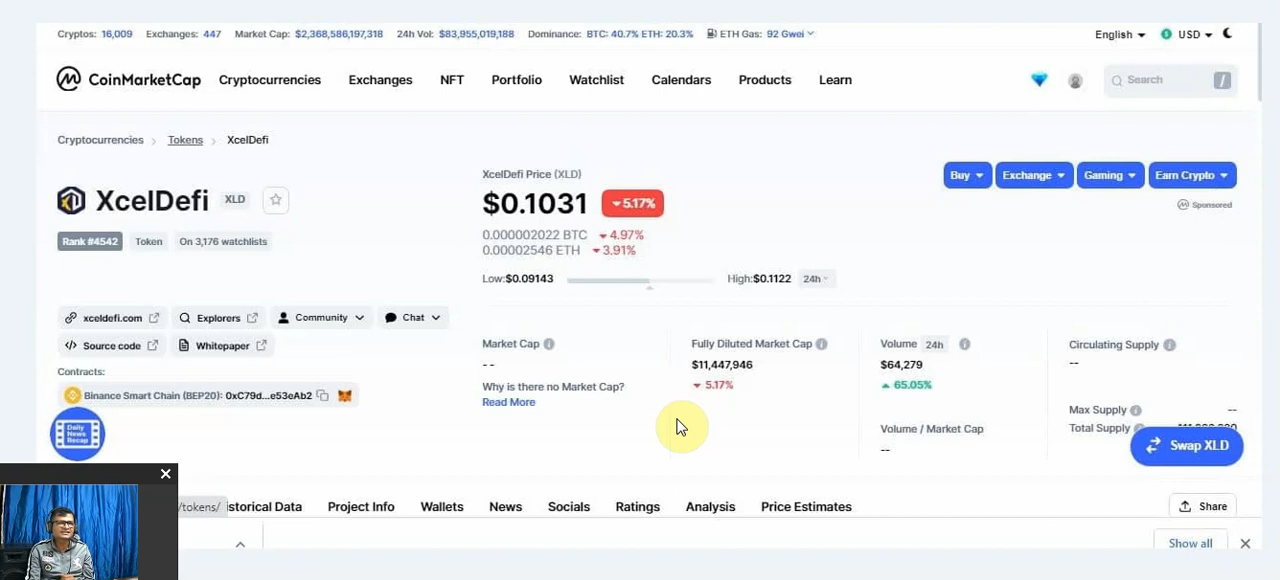 Cryptos: 16,009 Exchanges: 447 Market Cap: $2,368,586,197,318 24h Vol: $83,955,019,188 Dominance: BTC: 40.7% ETH: 20.3% ETH Gas: 92 Gwei English USD
CoinMarketCap Cryptocurrencies Exchanges NFT Portfolio Watchlist Calendars Products Learn Search /
Cryptocurrencies Tokens XcelDefi
XcelDefi XLD
Rank #4542 Token On 3,176 watchlists
xceldefi.com Explorers Community Chat
Source code Whitepaper
Contracts:
Binance Smart Chain (BEP20): 0xC79d...e53eAb2
Daily
News
Recap
XcelDefi Price (XLD)
$0.1031 5.17%
0.000002022 BTC 4.97%
0.00002546 ETH 3.91%
Low:$0.09143 High:$0.1122 24h
Buy Exchange Gaming Earn Crypto
Sponsored
Market Cap
--
Why is there no Market Cap?
Read More
Fully Diluted Market Cap
$11,447,946
5.17%
Volume 24h
$64,279
65.05%
Volume / Market Cap
--
Circulating Supply
--
Max Supply --
Total Supply
Swap XLD
/tokens/ istorical Data Project Info Wallets News Socials Ratings Analysis Price Estimates Share
Show all